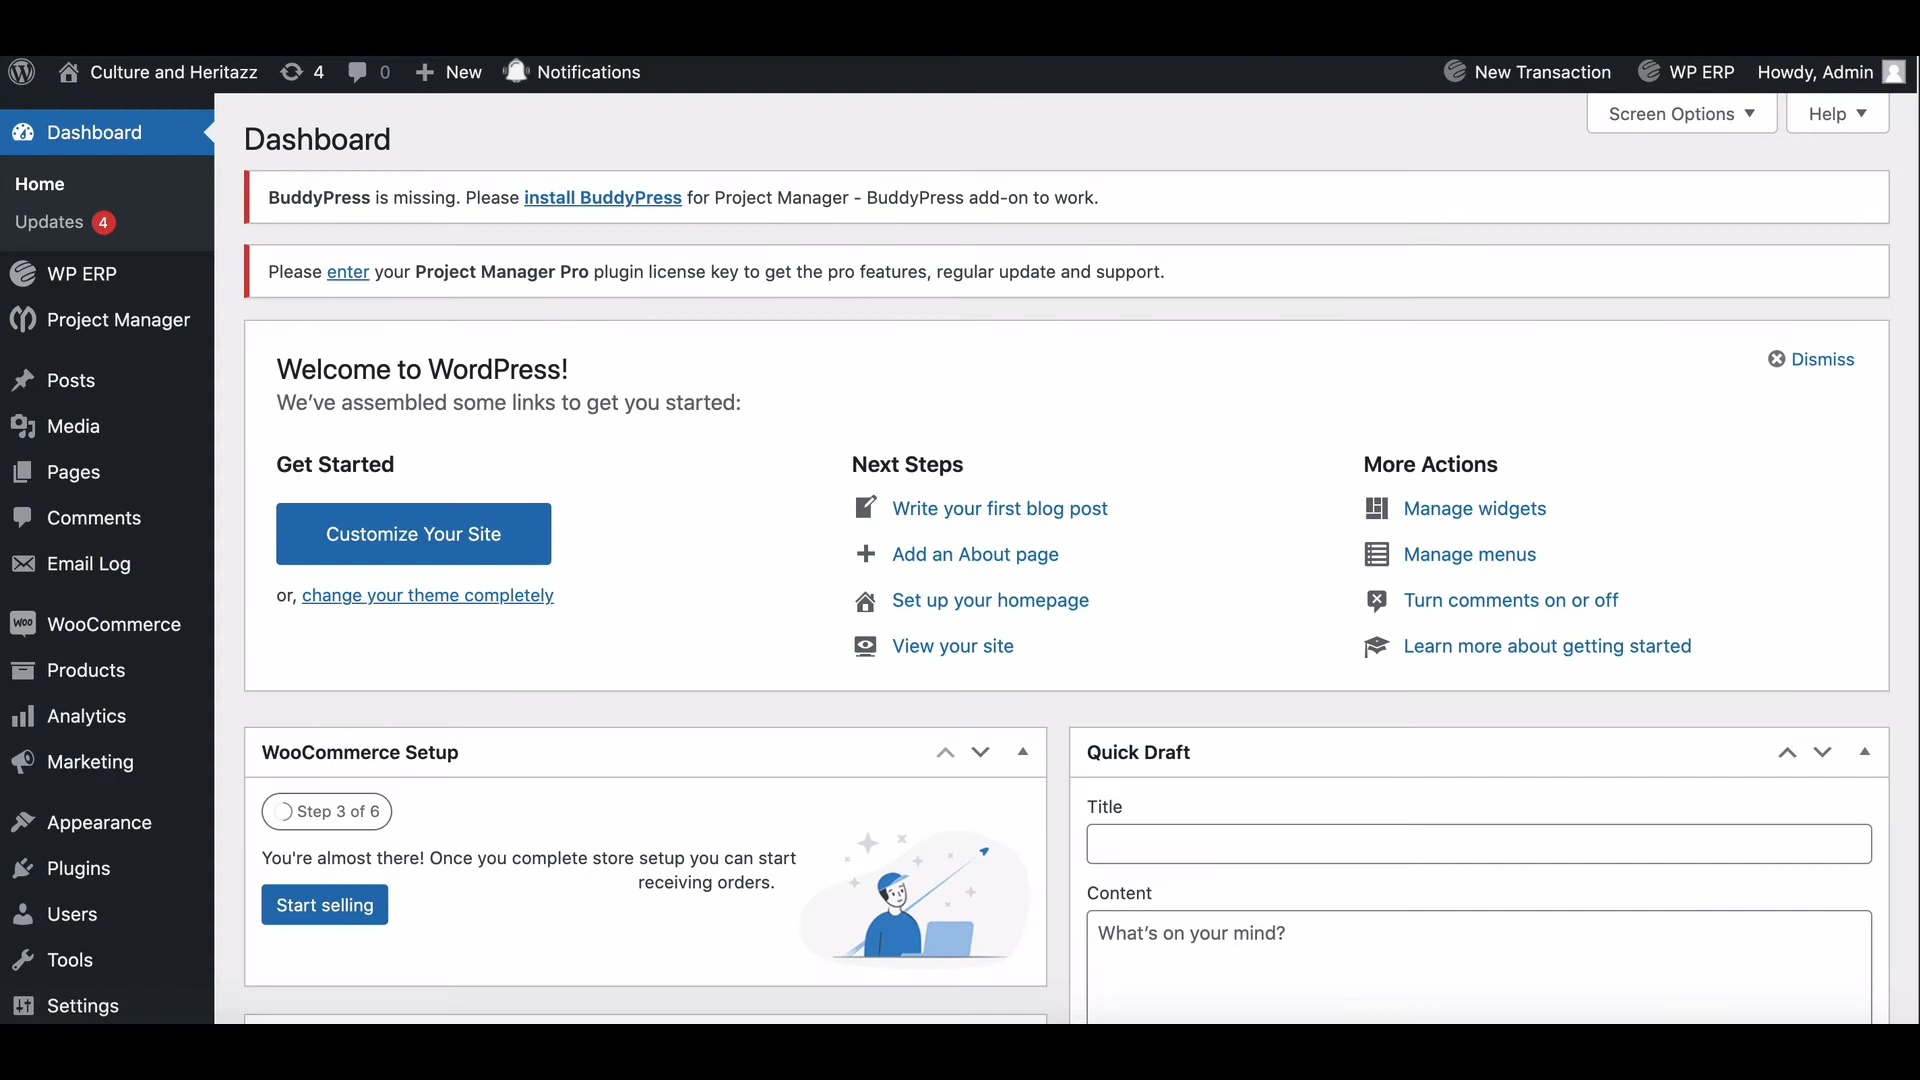 Culture and Heritazz 4 0 New Notifications New Transaction WP ERP Howdy, Admin
Screen Options Help
Dashboard
Home
Updates 4
WP ERP
Project Manager
Posts
Media
Pages
Comments
Email Log
WOO WooCommerce
Products
Analytics
Marketing
Appearance
Plugins
Users
Tools
Settings
Dashboard
BuddyPress is missing. Please install BuddyPress for Project Manager - BuddyPress add-on to work.
Please enter your Project Manager Pro plugin license key to get the pro features, regular update and support.
Welcome to WordPress!
Dismiss
We’ve assembled some links to get you started:
Get Started
Customize Your Site
or, change your theme completely
Next Steps
Write your first blog post
Add an About page
Set up your homepage
View your site
More Actions
Manage widgets
Manage menus
Turn comments on or off
Learn more about getting started
WooCommerce Setup
Step 3 of 6
You're almost there! Once you complete store setup you can start
receiving orders.
Start selling
Quick Draft
Title
Content
What’s on your mind?